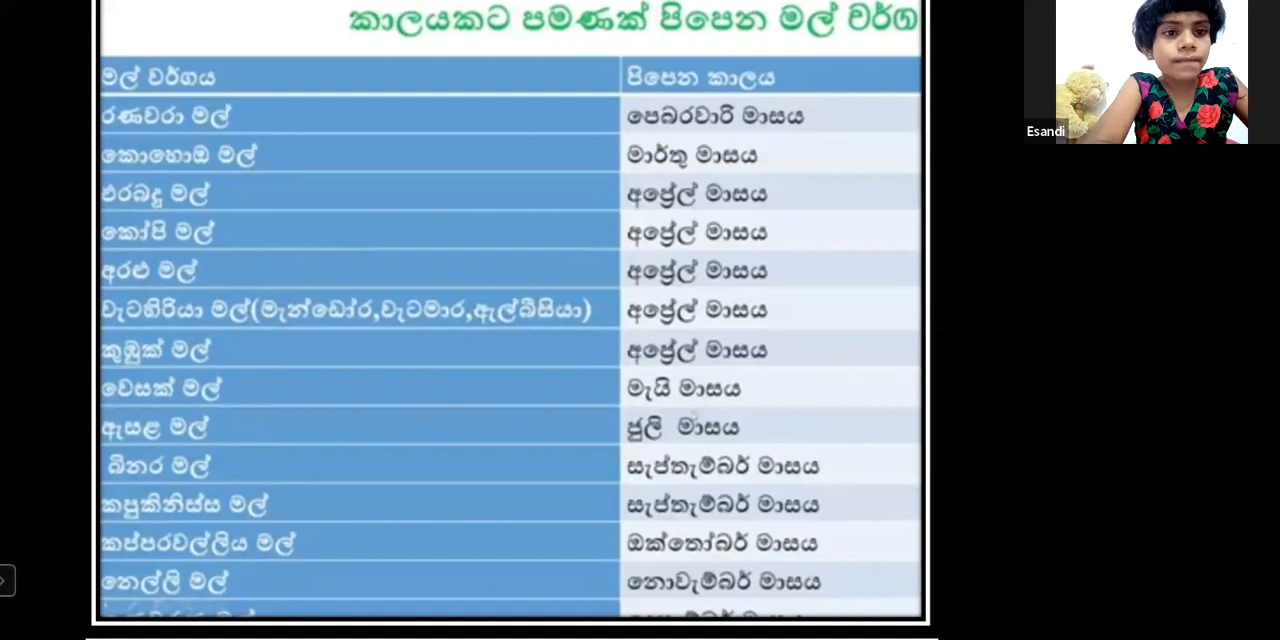 කාලයකට පමණක් පිපෙන මල් වර්ග
මල් වර්ගය පිපෙන කාලය
රණවරා මල් පෙබරවාරි මාසය
කොහොඹ මල් මාර්තු මාසය
එරබදු මල් අප්‍රේල් මාසය
කෝපි මල් අප්‍රේල් මාසය
අරළු මල් අප්‍රේල් මාසය
වැටහිරියා මල්(මැන්ඩෝර,වැටමාර,ඇල්බීසියා) අප්‍රේල් මාසය
කුඹුක් මල් අප්‍රේල් මාසය
වෙසක් මල් මැයි මාසය
ඇසළ මල් ජුලි මාසය
බිනර මල් සැප්තැම්බර් මාසය
කපුකිනිස්ස මල් සැප්තැම්බර් මාසය
කප්පරවල්ලිය මල් ඔක්තෝබර් මාසය
නෙල්ලි මල් නොවැම්බර් මාසය
Esandi